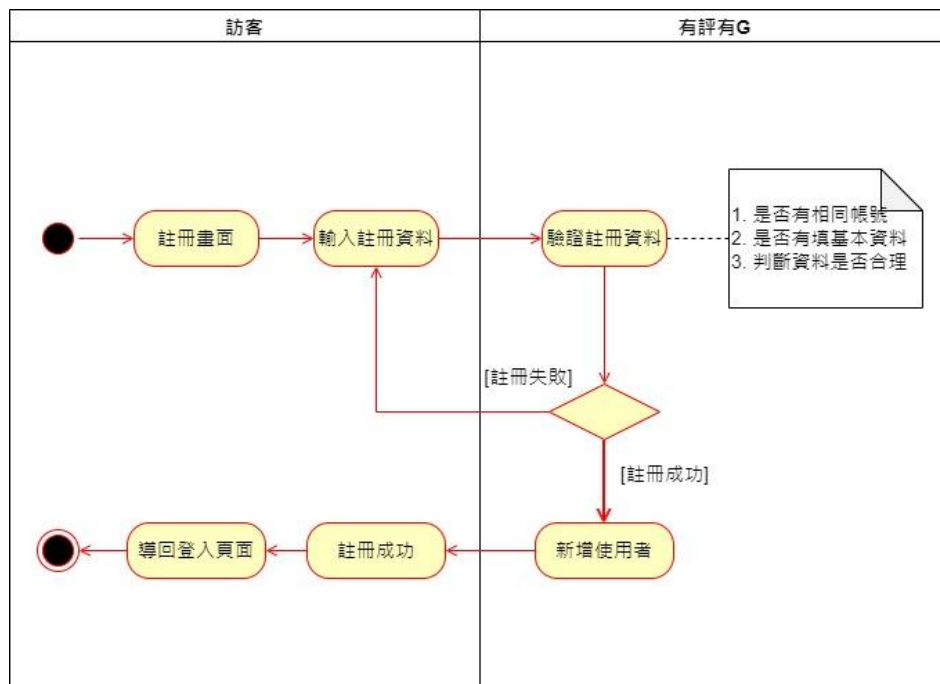 訪客
有評有G
註冊畫面
輸入註冊資料
驗證註冊資料
1. 是否有相同帳號
2. 是否有填基本資料
3. 判斷資料是否合理
[註冊失敗]
[註冊成功]
導回登入頁面
註冊成功
新增使用者